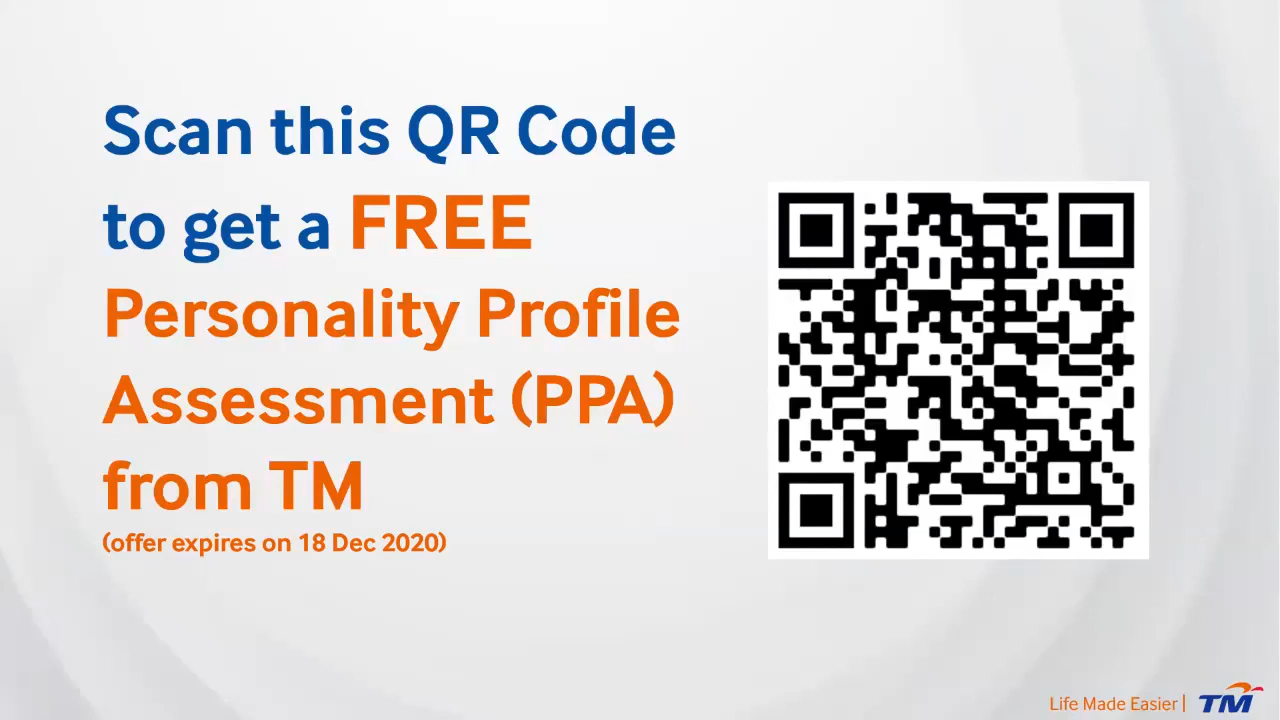 Scan this QR Code
to get a FREE
Personality Profile
Assessment (PPA)
from TM
(offer expires on 18 Dec 2020)
Life Made Easier | TM